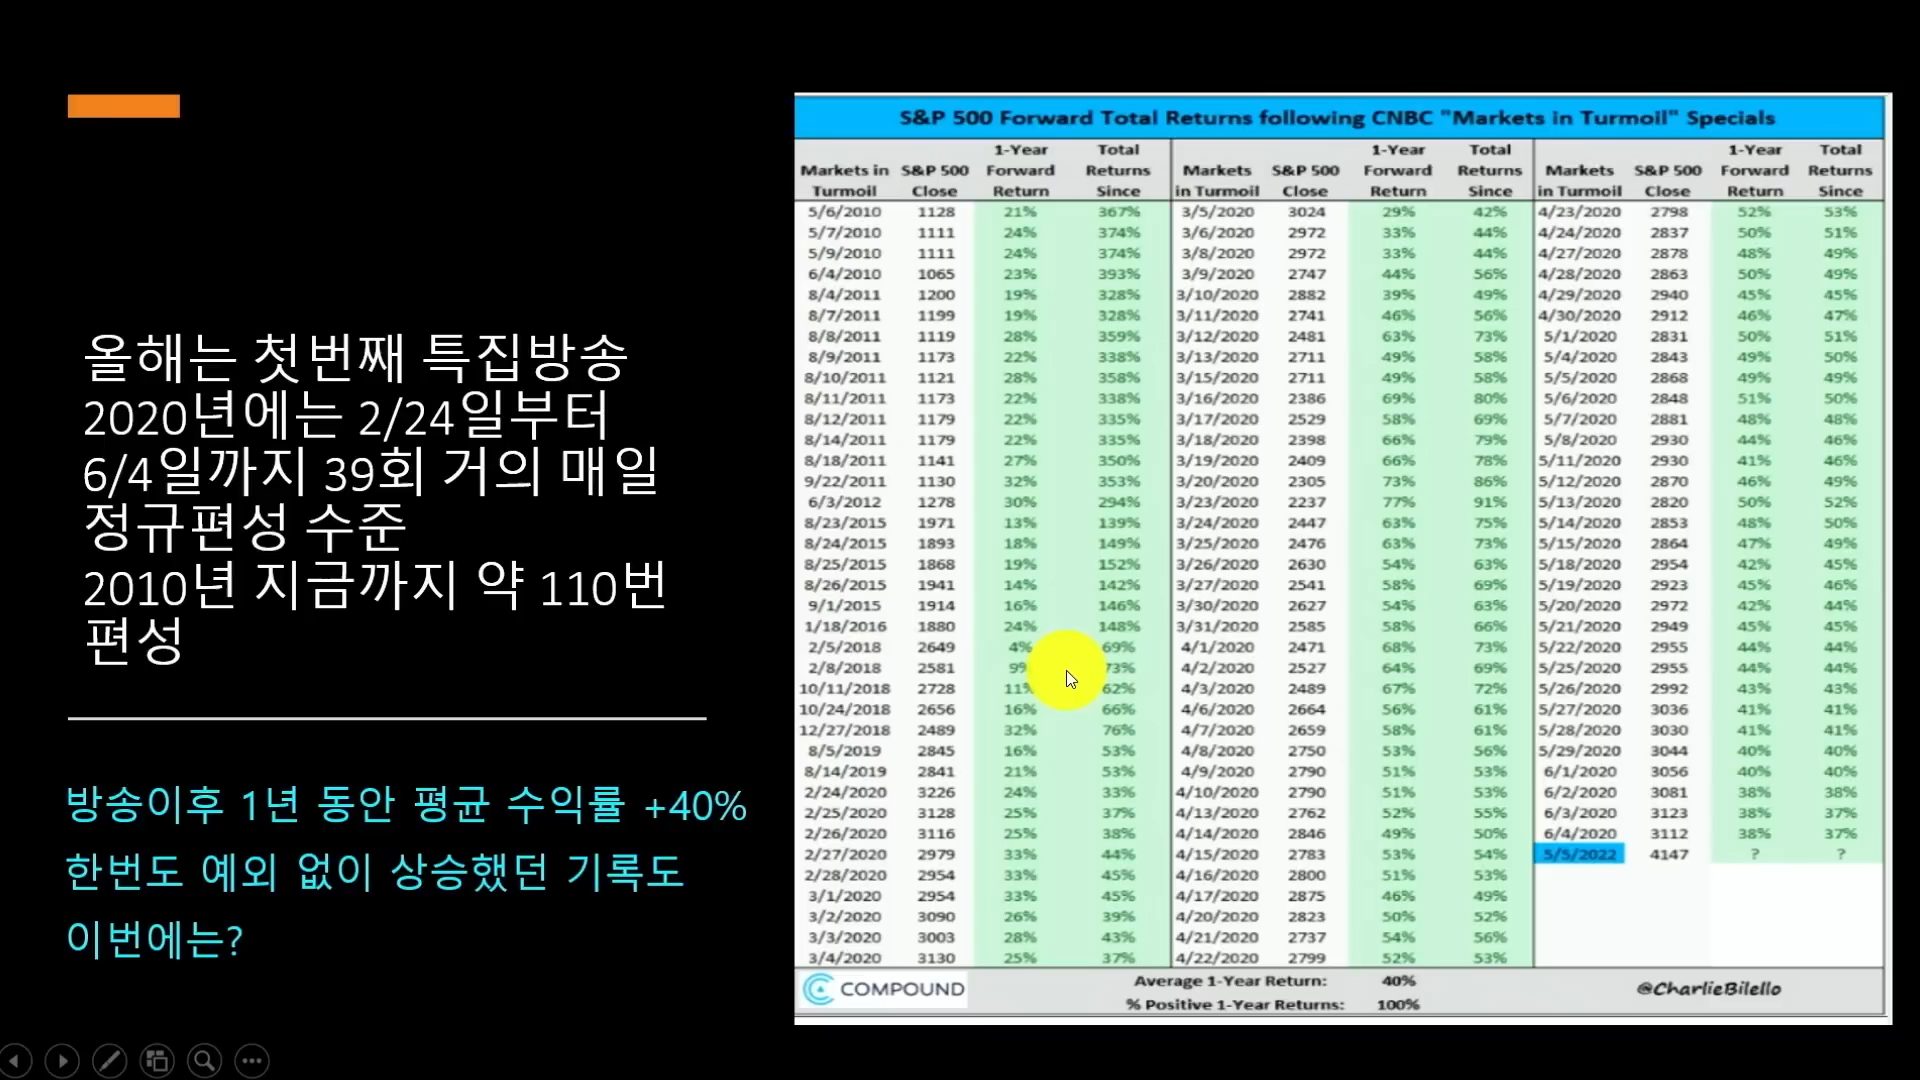 올해는 첫번째 특집방송
2020년에는 2/24일부터
6/4일까지 39회 거의 매일
정규편성 수준
2010년 지금까지 약 110번
편성
방송이후 1년 동안 평균 수익률 +40%
한번도 예외 없이 상승했던 기록도
이번에는?
S&P 500 Forward Total Returns following CNBC "Markets in Turmoil" Specials
1-Year Total 1-Year Total 1-Year Total
Markets in S&P 500 Forward Returns Markets S&P 500 Forward Returns Markets S&P 500 Forward Returns
Turmoil Close Return Since in Turmoil Close Return Since in Turmoil Close Return Since
5/6/2010 1128 21% 367% 3/5/2020 3024 29% 42% 4/23/2020 2798 52% 53%
5/7/2010 1111 24% 374% 3/6/2020 2972 33% 44% 4/24/2020 2837 50% 51%
5/9/2010 1111 24% 374% 3/8/2020 2972 33% 44% 4/27/2020 2878 48% 49%
6/4/2010 1065 23% 393% 3/9/2020 2747 44% 56% 4/28/2020 2863 50% 49%
8/4/2011 1200 19% 328% 3/10/2020 2882 39% 49% 4/29/2020 2940 45% 45%
8/7/2011 1199 19% 328% 3/11/2020 2741 46% 56% 4/30/2020 2912 46% 47%
8/8/2011 1119 28% 359% 3/12/2020 2481 63% 73% 5/1/2020 2831 50% 51%
8/9/2011 1173 22% 338% 3/13/2020 2711 49% 58% 5/4/2020 2843 49% 50%
8/10/2011 1121 28% 358% 3/15/2020 2711 49% 58% 5/5/2020 2868 49% 49%
8/11/2011 1173 22% 338% 3/16/2020 2386 69% 80% 5/6/2020 2848 51% 50%
8/12/2011 1179 22% 335% 3/17/2020 2529 58% 69% 5/7/2020 2881 48% 48%
8/14/2011 1179 22% 335% 3/18/2020 2398 66% 79% 5/8/2020 2930 44% 46%
8/18/2011 1141 27% 350% 3/19/2020 2409 66% 78% 5/11/2020 2930 41% 46%
9/22/2011 1130 32% 353% 3/20/2020 2305 73% 86% 5/12/2020 2870 46% 49%
6/3/2012 1278 30% 294% 3/23/2020 2237 77% 91% 5/13/2020 2820 50% 52%
8/23/2015 1971 13% 139% 3/24/2020 2447 63% 75% 5/14/2020 2853 48% 50%
8/24/2015 1893 18% 149% 3/25/2020 2476 63% 73% 5/15/2020 2864 47% 49%
8/25/2015 1868 19% 152% 3/26/2020 2630 54% 63% 5/18/2020 2954 42% 45%
8/26/2015 1941 14% 142% 3/27/2020 2541 58% 69% 5/19/2020 2923 45% 46%
9/1/2015 1914 16% 146% 3/30/2020 2627 54% 63% 5/20/2020 2972 42% 44%
1/18/2016 1880 24% 148% 3/31/2020 2585 58% 66% 5/21/2020 2949 45% 45%
2/5/2018 2649 4% 69% 4/1/2020 2471 68% 73% 5/22/2020 2955 44% 44%
2/8/2018 2581 9% 73% 4/2/2020 2527 64% 69% 5/25/2020 2955 44% 44%
10/11/2018 2728 11% 62% 4/3/2020 2489 67% 72% 5/26/2020 2992 43% 43%
10/24/2018 2656 16% 66% 4/6/2020 2664 56% 61% 5/27/2020 3036 41% 41%
12/27/2018 2489 32% 76% 4/7/2020 2659 58% 61% 5/28/2020 3030 41% 41%
8/5/2019 2845 16% 53% 4/8/2020 2750 53% 56% 5/29/2020 3044 40% 40%
8/14/2019 2841 21% 53% 4/9/2020 2790 51% 53% 6/1/2020 3056 40% 40%
2/24/2020 3226 24% 33% 4/10/2020 2790 51% 53% 6/2/2020 3081 38% 38%
2/25/2020 3128 25% 37% 4/13/2020 2762 52% 55% 6/3/2020 3123 38% 37%
2/26/2020 3116 25% 38% 4/14/2020 2846 49% 50% 6/4/2020 3112 38% 37%
2/27/2020 2979 33% 44% 4/15/2020 2783 53% 54% 5/5/2022 4147 ? ?
2/28/2020 2954 33% 45% 4/16/2020 2800 51% 53%
3/1/2020 2954 33% 45% 4/17/2020 2875 46% 49%
3/2/2020 3090 26% 39% 4/20/2020 2823 50% 52%
3/3/2020 3003 28% 43% 4/21/2020 2737 54% 56%
3/4/2020 3130 25% 37% 4/22/2020 2799 52% 53%
COMPOUND
Average 1-Year Return: 40%
% Positive 1-Year Returns: 100%
@CharlieBilello